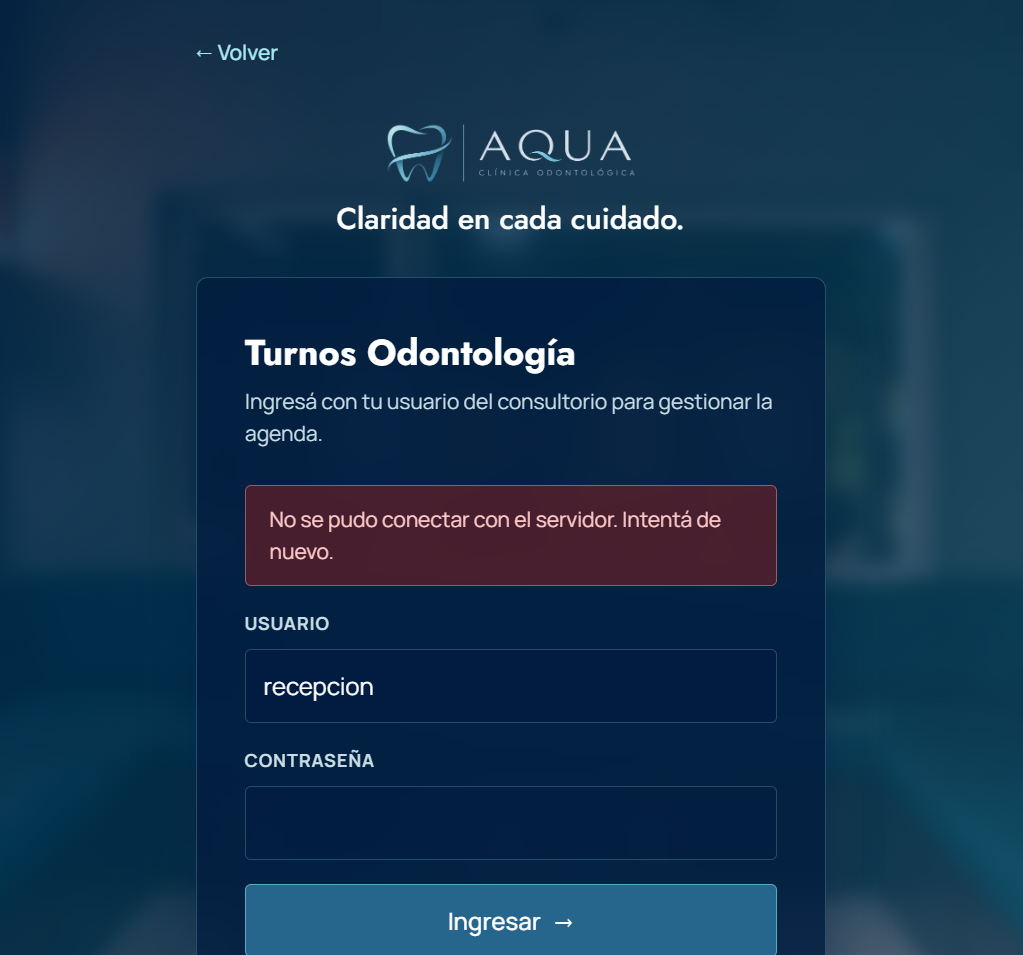 ← Volver
AQUA
CLÍNICA ODONTOLÓGICA
Claridad en cada cuidado.
Turnos Odontología
Ingresá con tu usuario del consultorio para gestionar la
agenda.
No se pudo conectar con el servidor. Intentá de
nuevo.
USUARIO
recepcion
CONTRASEÑA
Ingresar →